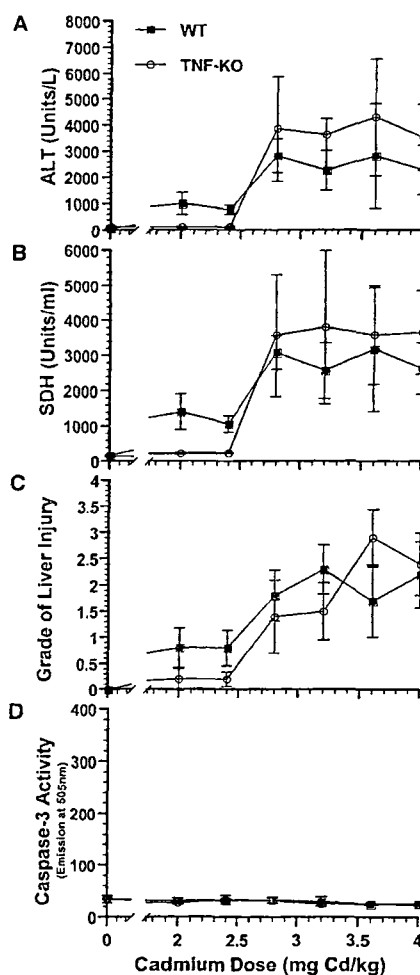 A
WT
TNF-KO
ALT (Units/L)
8000
7000
6000
5000
4000
3000
2000
1000
0
B
SDH (Units/ml)
6000
5000
4000
3000
2000
1000
0
C
Grade of Liver Injury
4
3.5
3
2.5
2
1.5
1
0.5
0
D
Caspase-3 Activity
(Emission at 505nm)
400
300
200
100
0
0 2 2.5 3 3.5 4
Cadmium Dose (mg Cd/kg)